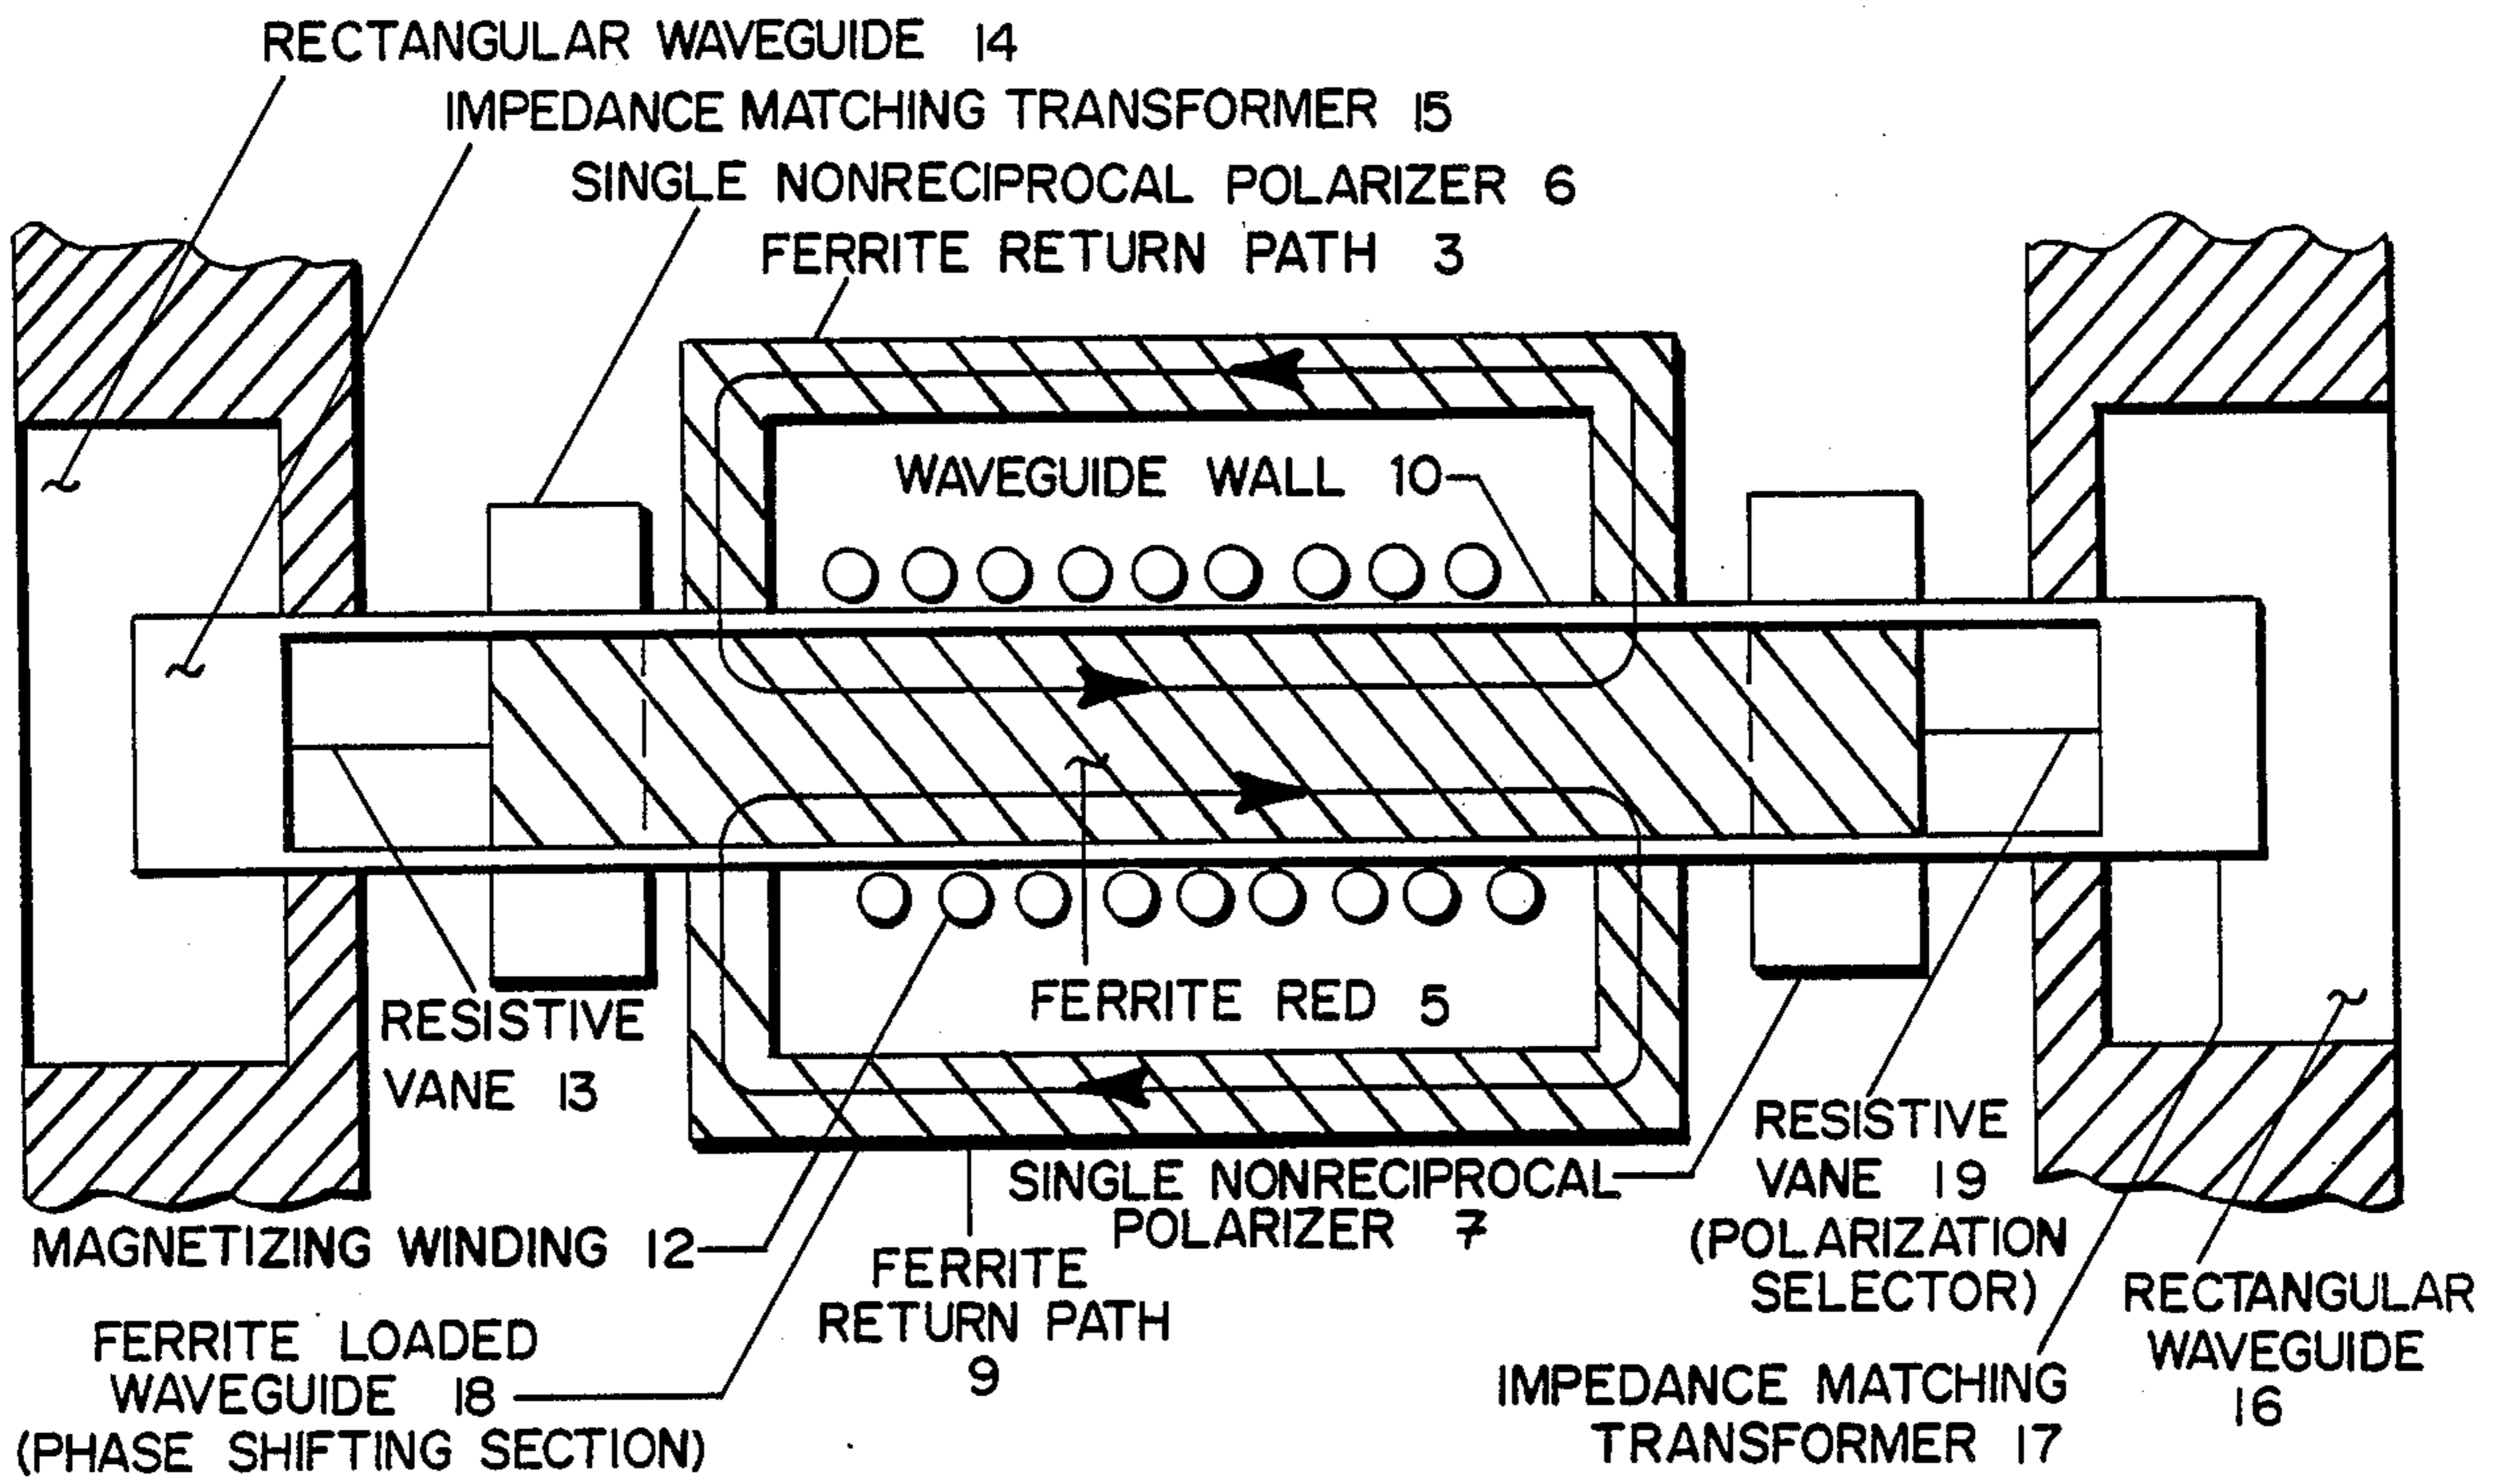 RECTANGULAR WAVEGUIDE 14
IMPEDANCE MATCHING TRANSFORMER 15
SINGLE NONRECIPROCAL POLARIZER 6
FERRITE RETURN PATH 3
WAVEGUIDE WALL 10
FERRITE RED 5
RESISTIVE
VANE 13
MAGNETIZING WINDING 12
FERRITE LOADED
WAVEGUIDE 18
(PHASE SHIFTING SECTION)
FERRITE
RETURN PATH
9
SINGLE NONRECIPROCAL
POLARIZER 7
RESISTIVE
VANE 19
(POLARIZATION
SELECTOR)
IMPEDANCE MATCHING
TRANSFORMER 17
RECTANGULAR
WAVEGUIDE
16